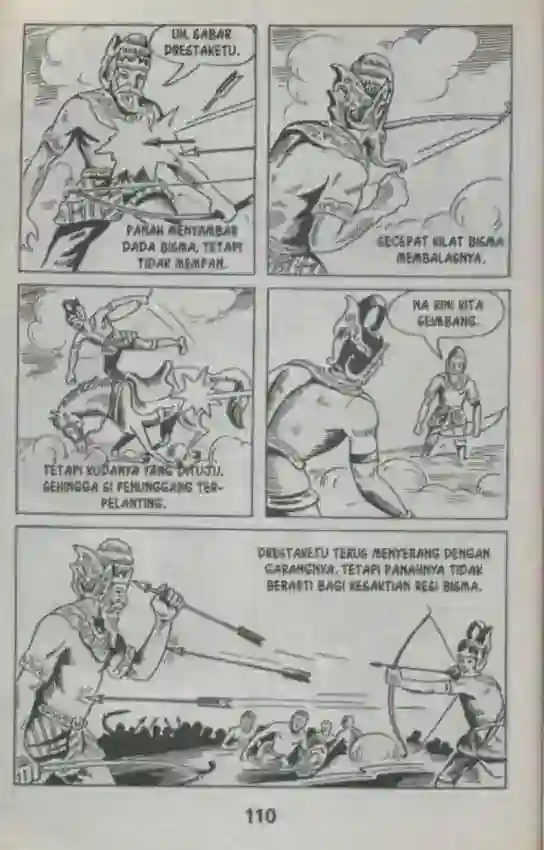 UH, SABAR
DRESTAKETU.
PANAH MENYAMBAR
DADA BISMA, TETAPI
TIDAK MEMPAN.
SECEPAT KILAT BISMA
MEMBALASNYA.
TETAPI KUDANYA YANG DITUJU.
SEHINGGA SI PENUNGGANG TER-
PELANTING.
NA KINI KITA
SEIMBANG.
DRESTAKETU TERUS MENYERANG DENGAN
GARANGNYA. TETAPI PANAHNYA TIDAK
BERARTI BAGI KESAKTIAN RESI BISMA.
110